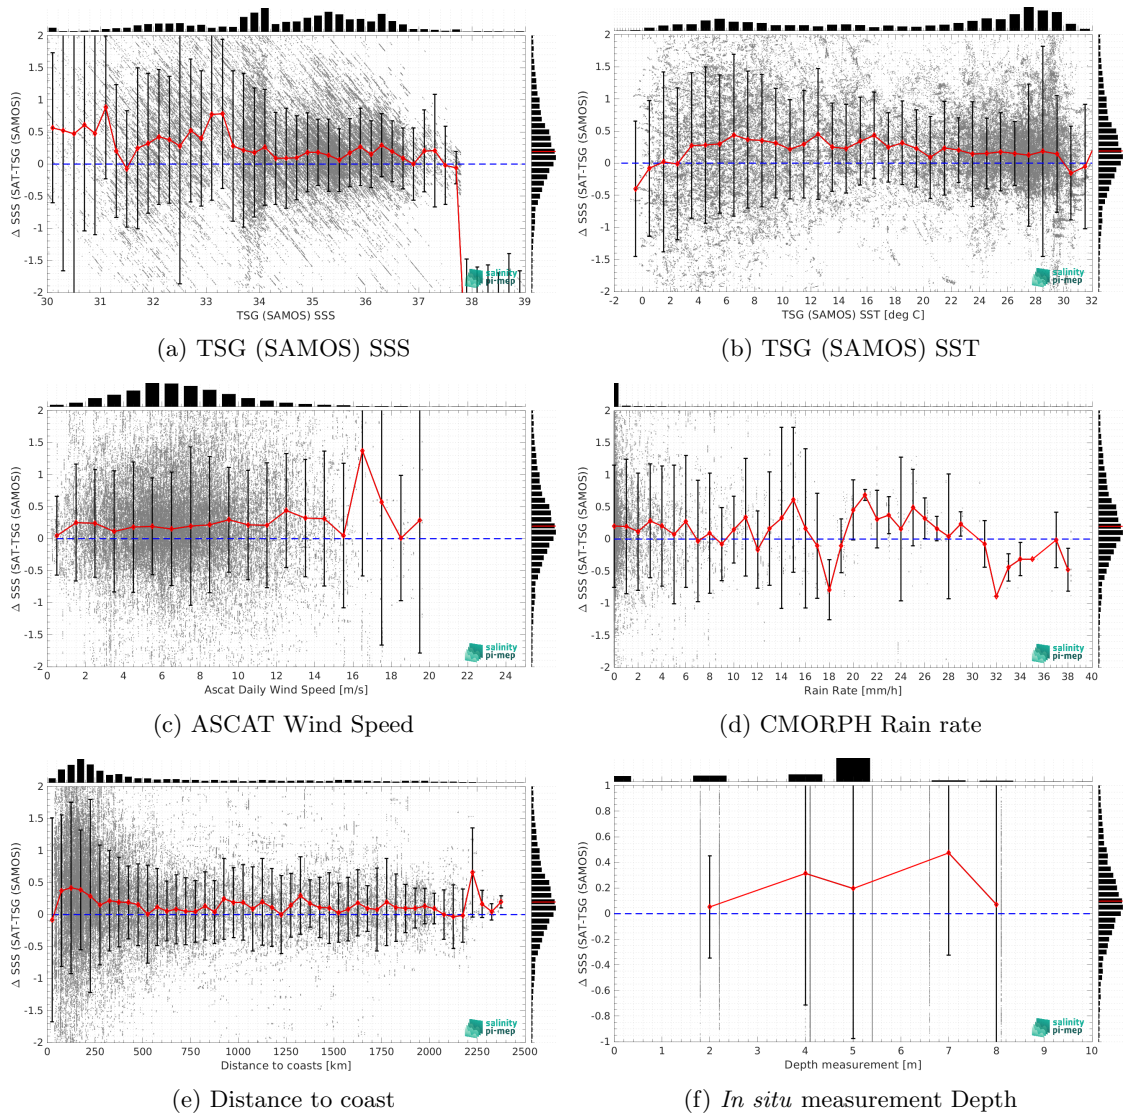 2
1.5
1
0.5
0
-0.5
-1
-1.5
-2
Δ SSS (SAT-TSG (SAMOS))
30 31 32 33 34 35 36 37 38 39
TSG (SAMOS) SSS
salinity
pi-mep
(a) TSG (SAMOS) SSS
2
1.5
1
0.5
0
-0.5
-1
-1.5
-2
Δ SSS (SAT-TSG (SAMOS))
-2 0 2 4 6 8 10 12 14 16 18 20 22 24 26 28 30 32
TSG (SAMOS) SST [deg C]
salinity
pi-mep
(b) TSG (SAMOS) SST
2
1.5
1
0.5
0
-0.5
-1
-1.5
-2
Δ SSS (SAT-TSG (SAMOS))
0 2 4 6 8 10 12 14 16 18 20 22 24
Ascat Daily Wind Speed [m/s]
salinity
pi-mep
(c) ASCAT Wind Speed
2
1.5
1
0.5
0
-0.5
-1
-1.5
-2
Δ SSS (SAT-TSG (SAMOS))
0 2 4 6 8 10 12 14 16 18 20 22 24 26 28 30 32 34 36 38 40
Rain Rate [mm/h]
salinity
pi-mep
(d) CMORPH Rain rate
2
1.5
1
0.5
0
-0.5
-1
-1.5
-2
Δ SSS (SAT-TSG (SAMOS))
0 250 500 750 1000 1250 1500 1750 2000 2250 2500
Distance to coasts [km]
salinity
pi-mep
(e) Distance to coast
1
0.8
0.6
0.4
0.2
0
-0.2
-0.4
-0.6
-0.8
-1
Δ SSS (SAT-TSG (SAMOS))
0 1 2 3 4 5 6 7 8 9 10
Depth measurement [m]
salinity
pi-mep
(f) In situ measurement Depth